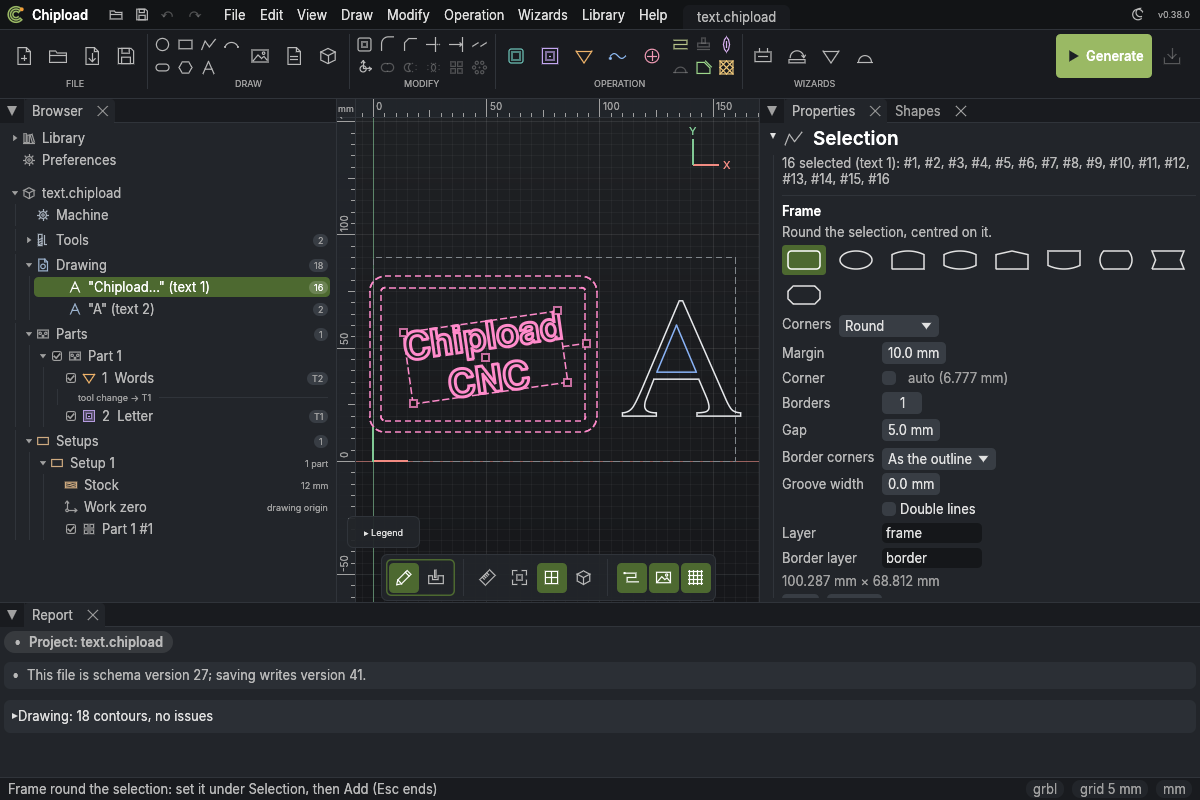 Chipload
File Edit View Draw Modify Operation Wizards Library Help
text.chipload
v0.38.0
FILE
DRAW
MODIFY
OPERATION
WIZARDS
Generate
Browser
Library
Preferences
text.chipload
Machine
Tools 2
Drawing 18
"Chipload..." (text 1) 16
"A" (text 2) 2
Parts 1
Part 1
1 Words T2
tool change → T1
2 Letter T1
Setups 1
Setup 1 1 part
Stock 12 mm
Work zero drawing origin
Part 1 #1
mm 0 50 100 150
100
50
0
-50
Y
X
Chipload
CNC
A
Legend
Properties
Shapes
Selection
16 selected (text 1): #1, #2, #3, #4, #5, #6, #7, #8, #9, #10, #11, #12,
#13, #14, #15, #16
Frame
Round the selection, centred on it.
Corners Round
Margin 10.0 mm
Corner auto (6.777 mm)
Borders 1
Gap 5.0 mm
Border corners As the outline
Groove width 0.0 mm
Double lines
Layer frame
Border layer border
100.287 mm × 68.812 mm
Report
• Project: text.chipload
• This file is schema version 27; saving writes version 41.
Drawing: 18 contours, no issues
Frame round the selection: set it under Selection, then Add (Esc ends)
grbl
grid 5 mm
mm